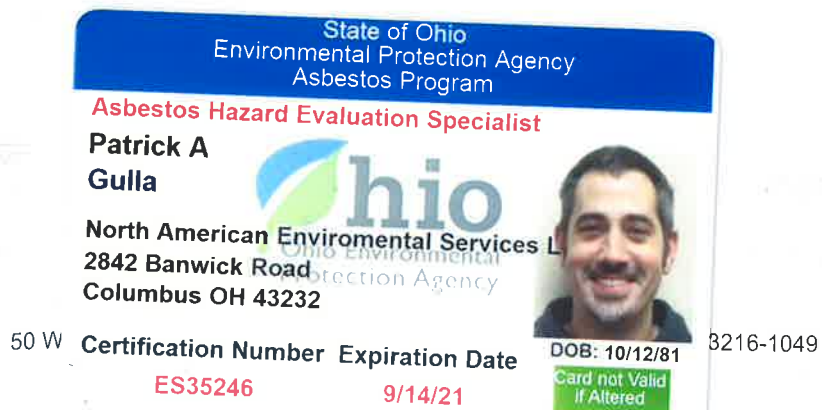 State of Ohio
Environmental Protection Agency
Asbestos Program
Asbestos Hazard Evaluation Specialist
Patrick A
Gulla
Ohio
Ohio Environmental
Protection Agency
North American Enviromental Services L
2842 Banwick Road
Columbus OH 43232
50 W
3216-1049
Certification Number Expiration Date
DOB: 10/12/81
ES35246
9/14/21
Card not Valid
if Altered